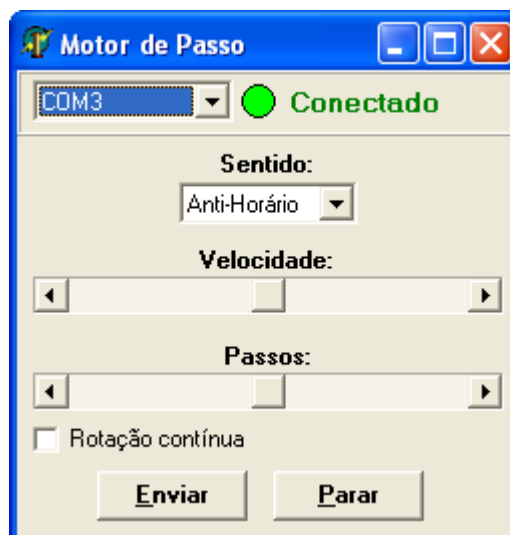 Motor de Passo
COM3 Conectado
Sentido:
Anti-Horário
Velocidade:
Passos:
Rotação contínua
Enviar Parar